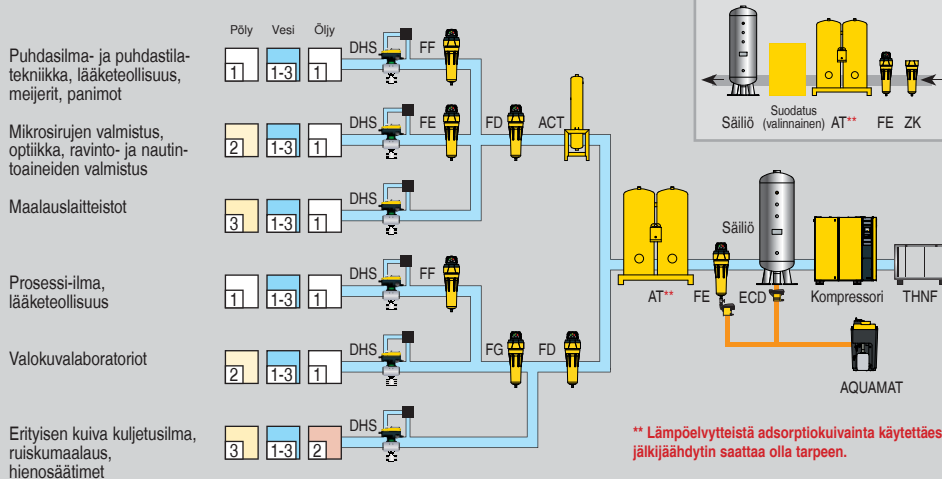 Pöly Vesi Öljy
Puhdasilma- ja puhdastila-
tekniikka, lääketeollisuus,
meijerit, panimot
1 1-3 1
DHS FF
Mikrosirujen valmistus,
optiikka, ravinto- ja nautin-
toaineiden valmistus
2 1-3 1
DHS FE FD ACT
Maalauslaitteistot
3 1-3 1
DHS
Prosessi-ilma,
lääketeollisuus
1 1-3 1
DHS FF
Valokuvalaboratoriot
2 1-3 1
DHS FG FD
Erityisen kuiva kuljetusilma,
ruiskumaalaus,
hienosäätimet
3 1-3 2
DHS
Säiliö Suodatus (valinnainen) AT** FE ZK
Säiliö
AT** FE ECD Kompressori THNF
AQUAMAT
** Lämpöelvytteistä adsorptiokuivainta käytettäes
jälkijäähdytin saattaa olla tarpeen.